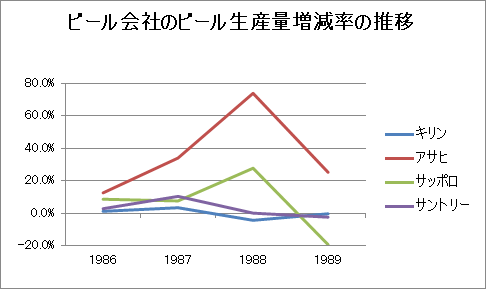 ビール会社のビール生産量増減率の推移
80.0%
60.0%
40.0%
20.0%
0.0%
-20.0%
1986 1987 1988 1989
キリン
アサヒ
サッポロ
サントリー